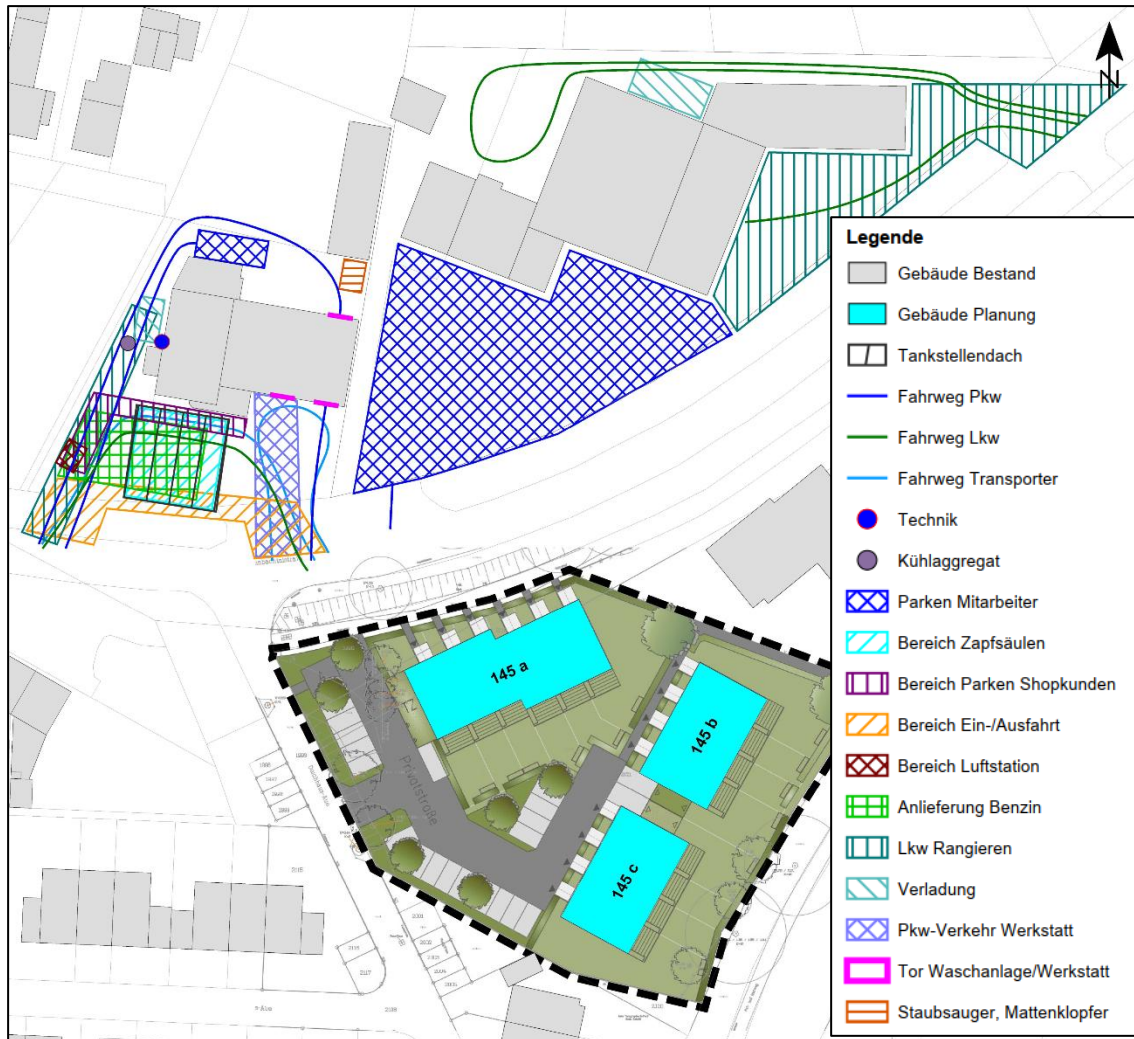 N
Legende
Gebäude Bestand
Gebäude Planung
Tankstellendach
Fahrweg Pkw
Fahrweg Lkw
Fahrweg Transporter
Technik
Kühlaggregat
Parken Mitarbeiter
Bereich Zapfsäulen
Bereich Parken Shopkunden
Bereich Ein-/Ausfahrt
Bereich Luftstation
Anlieferung Benzin
Lkw Rangieren
Verladung
Pkw-Verkehr Werkstatt
Tor Waschanlage/Werkstatt
Staubsauger, Mattenklopfer
145 a
145 b
145 c
Privatstraße
2115
2117